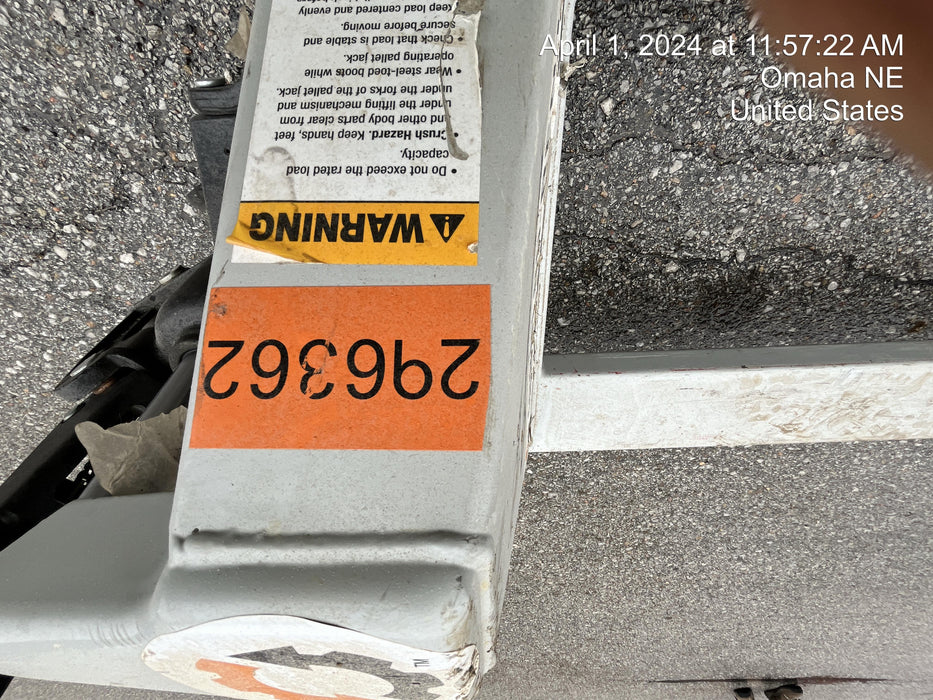 April 1, 2024 at 11:57:22 AM
Omaha NE
United States
296362
WARNING
• Do not exceed the rated load
capacity.
• Crush Hazard. Keep hands, feet
and other body parts clear from
under the lifting mechanism and
under the forks of the pallet jack.
• Wear steel-toed boots while
operating pallet jack.
• Check that load is stable and
secure before moving.
keep load centered and evenly